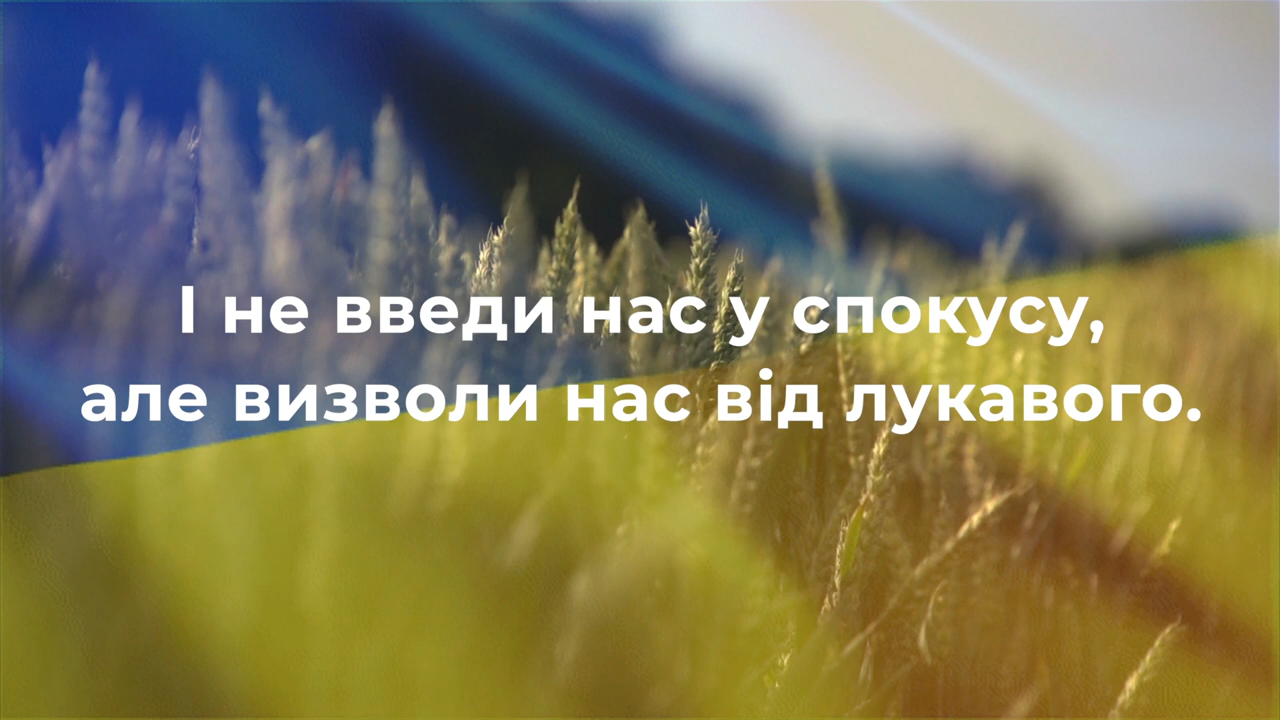 І не введи нас у спокусу,
але визволи нас від лукавого.